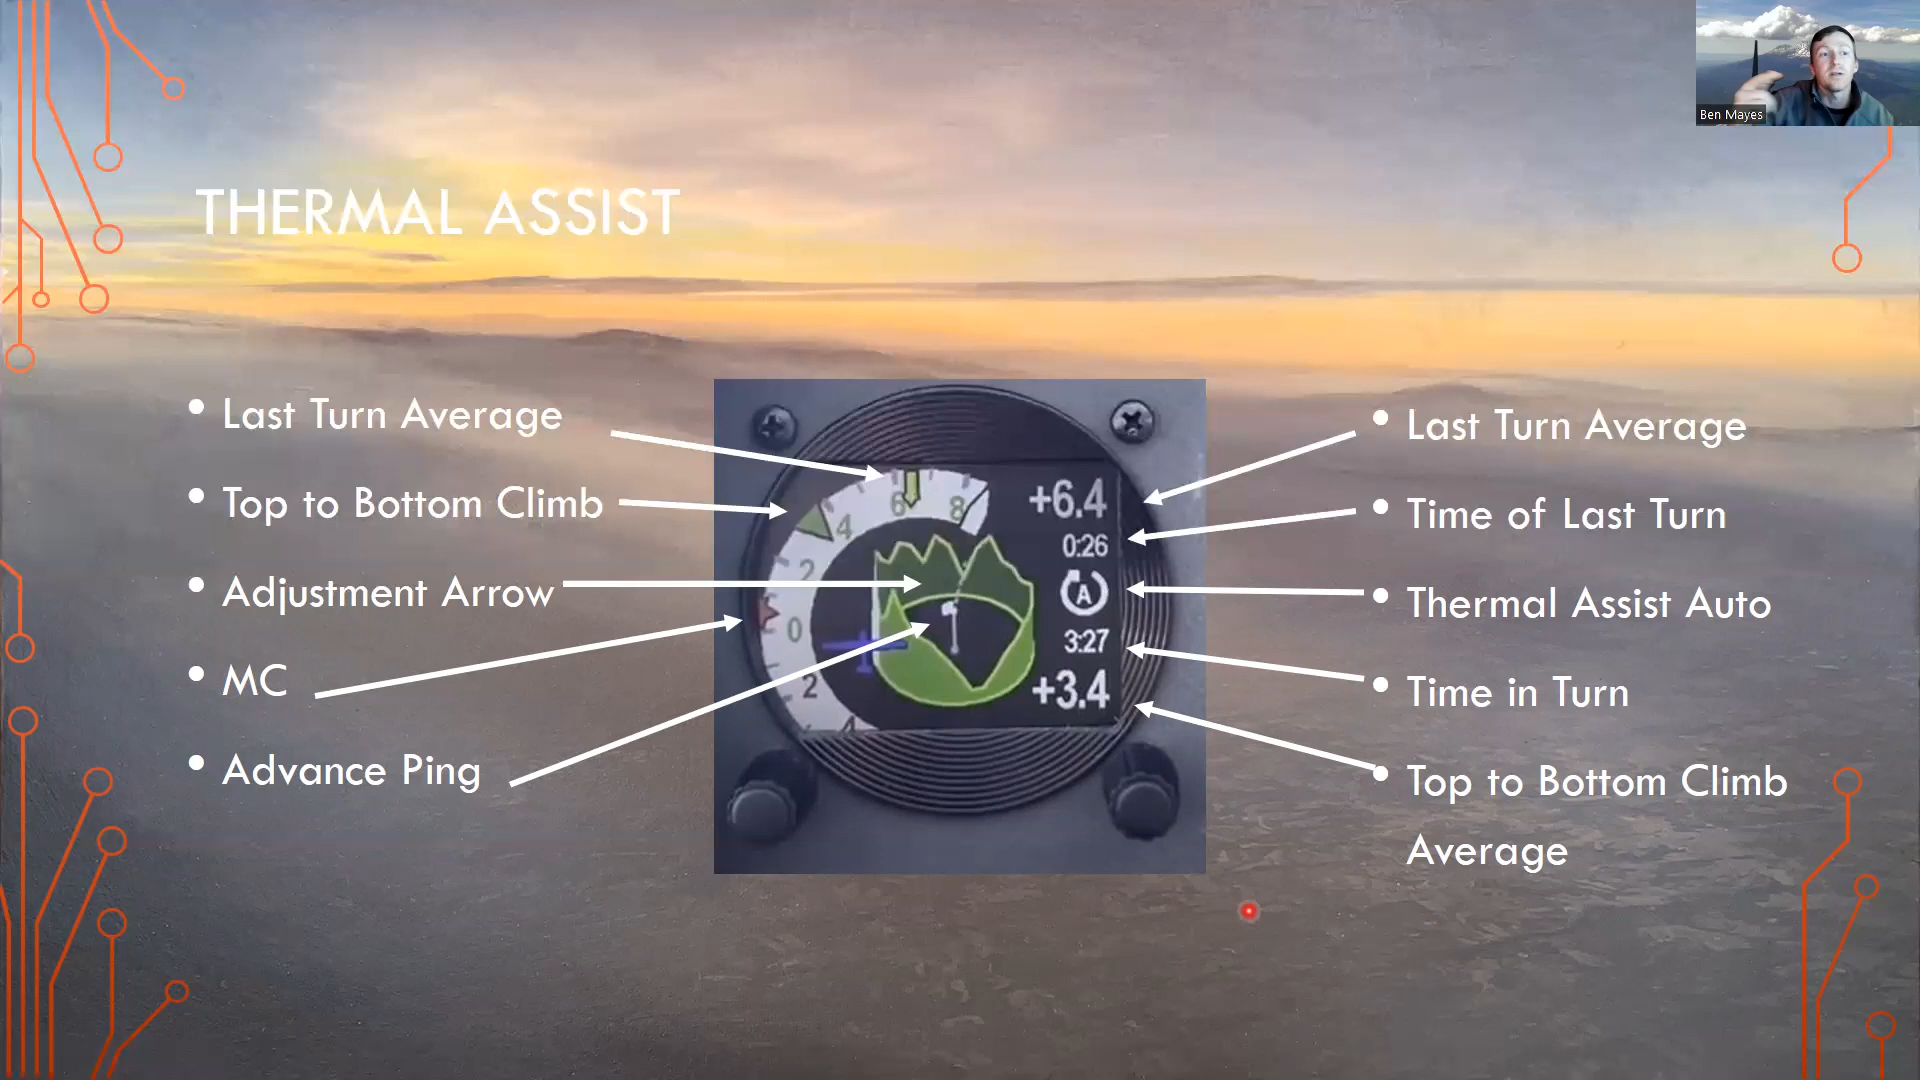 Ben Mayes
THERMAL ASSIST
Last Turn Average
Top to Bottom Climb
Adjustment Arrow
MC
Advance Ping
8
6
4
2
0
2
4
+6.4
0:26
A
3:27
+3.4
Last Turn Average
Time of Last Turn
Thermal Assist Auto
Time in Turn
Top to Bottom Climb
Average